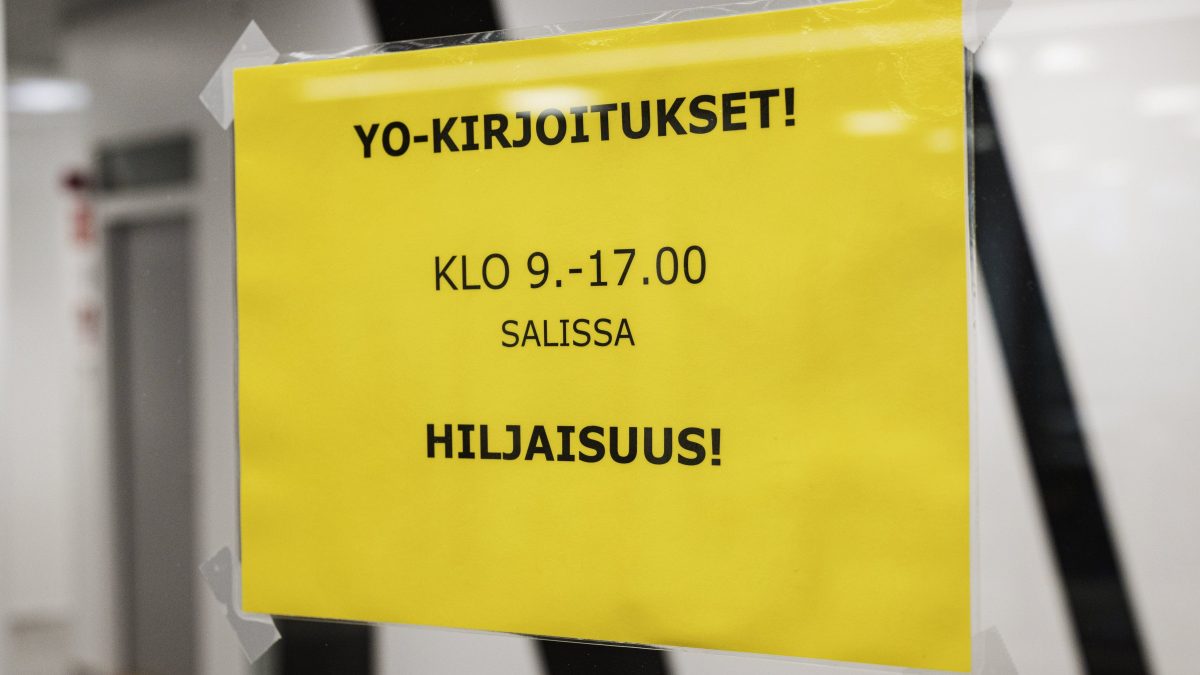 YO-KIRJOITUKSET!
KLO 9.-17.00
SALISSA
HILJAISUUS!